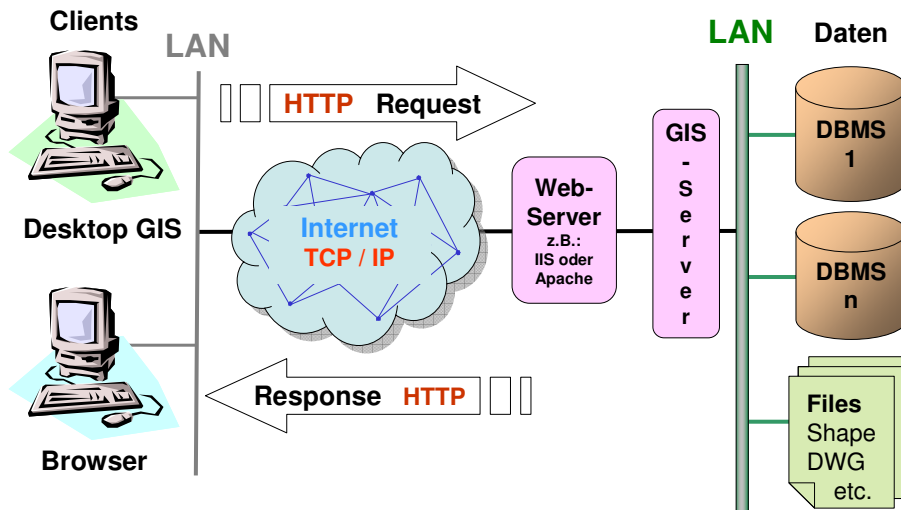 Clients
LAN
HTTP Request
Desktop GIS
Internet
TCP / IP
Browser
Response HTTP
Web-
Server
z.B.:
IIS oder
Apache
GIS
-
S
e
r
v
e
r
LAN
Daten
DBMS
1
DBMS
n
Files
Shape
DWG
etc.